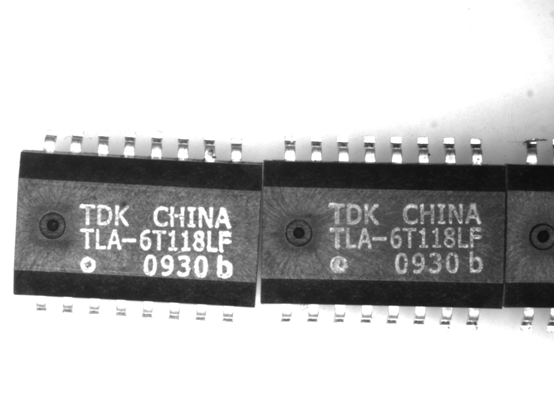 TDK CHINA
TLA-6T118LF
0930 b
TDK CHINA
TLA-6T118LF
0930 b